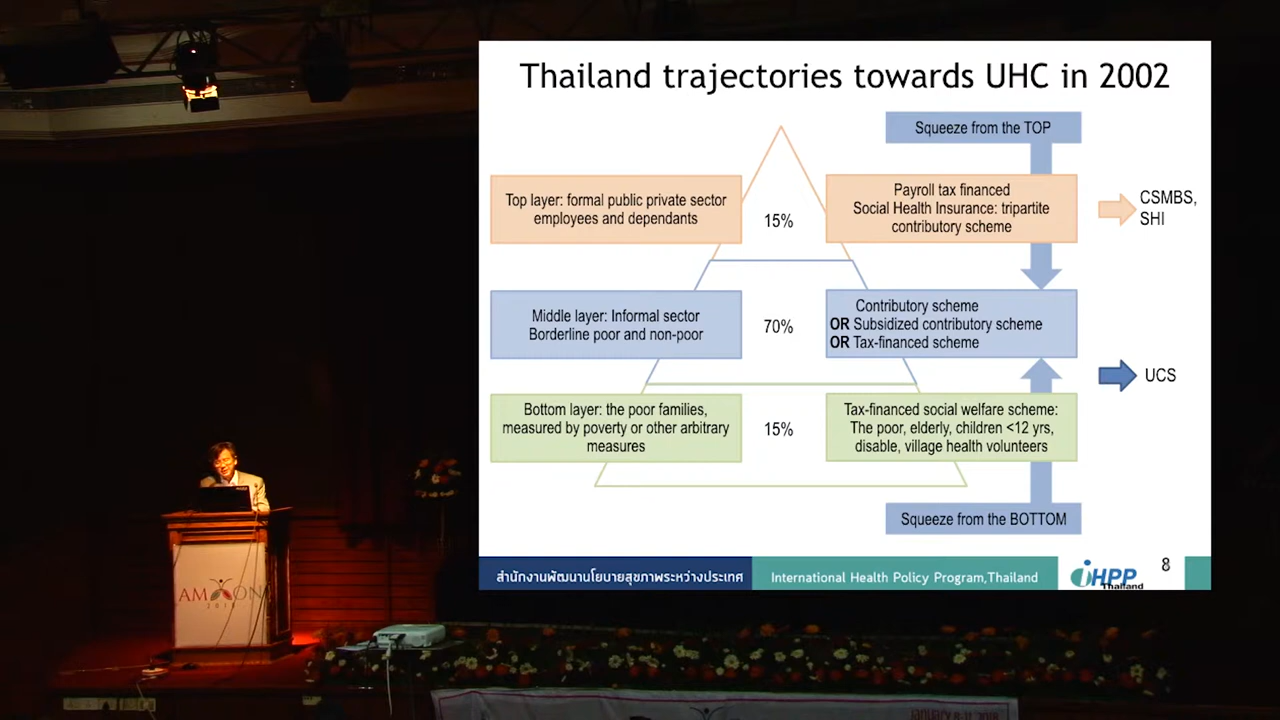 Thailand trajectories towards UHC in 2002
Squeeze from the TOP
Top layer: formal public private sector
employees and dependants
15%
Payroll tax financed
Social Health Insurance: tripartite
contributory scheme
CSMBS,
SHI
Middle layer: Informal sector
Borderline poor and non-poor
70%
Contributory scheme
OR Subsidized contributory scheme
OR Tax-financed scheme
UCS
Bottom layer: the poor families,
measured by poverty or other arbitrary
measures
15%
Tax-financed social welfare scheme:
The poor, elderly, children <12 yrs,
disable, village health volunteers
Squeeze from the BOTTOM
สำนักงานพัฒนานโยบายสุขภาพระหว่างประเทศ
International Health Policy Program,Thailand
iHPP
Thailand
8